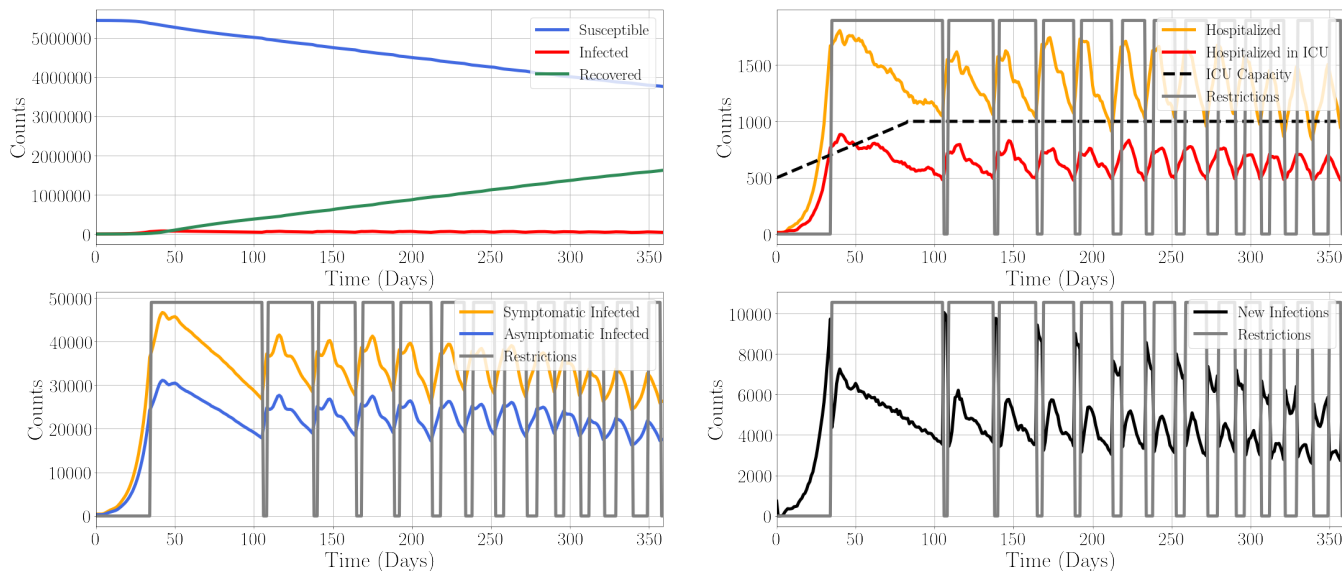 Counts
5000000
4000000
3000000
2000000
1000000
0
Susceptible
Infected
Recovered
0 50 100 150 200 250 300 350
Time (Days)
Counts
1500
1000
500
0
Hospitalized
Hospitalized in ICU
ICU Capacity
Restrictions
0 50 100 150 200 250 300 350
Time (Days)
Counts
50000
40000
30000
20000
10000
0
Symptomatic Infected
Asymptomatic Infected
Restrictions
0 50 100 150 200 250 300 350
Time (Days)
Counts
10000
8000
6000
4000
2000
0
New Infections
Restrictions
0 50 100 150 200 250 300 350
Time (Days)